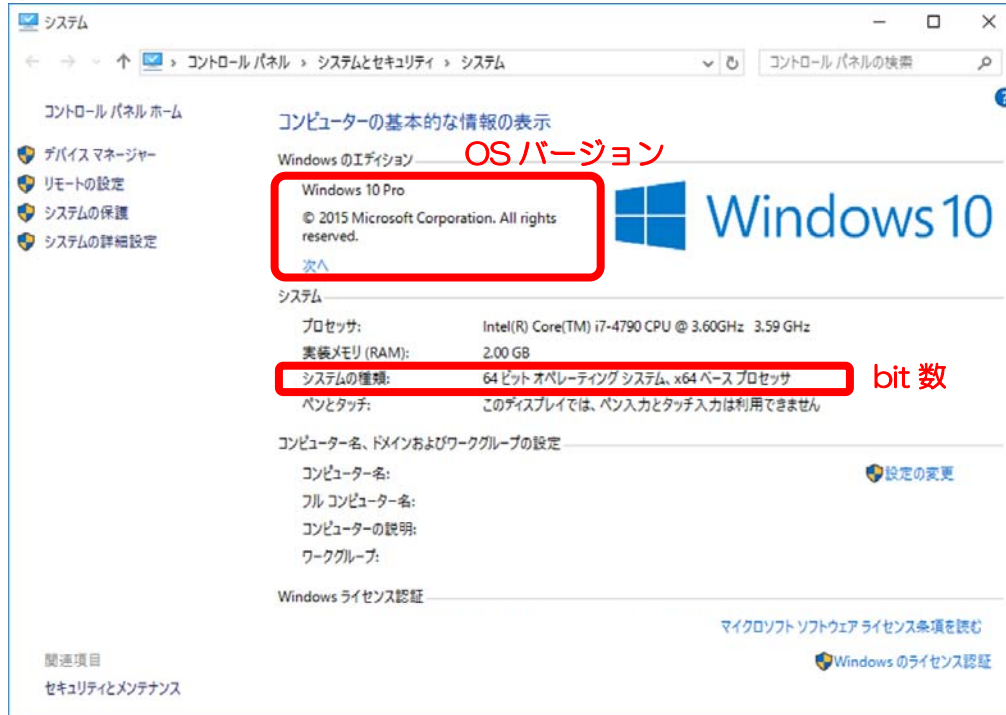 システム
コントロール パネル › システムとセキュリティ › システム
コントロール パネルの検索
コントロール パネル ホーム
デバイス マネージャー
リモートの設定
システムの保護
システムの詳細設定
コンピューターの基本的な情報の表示
Windows のエディション
OS バージョン
Windows 10 Pro
© 2015 Microsoft Corporation. All rights
reserved.
次へ
Windows 10
システム
プロセッサ: Intel(R) Core(TM) i7-4790 CPU @ 3.60GHz 3.59 GHz
実装メモリ (RAM): 2.00 GB
システムの種類: 64 ビット オペレーティング システム、x64 ベース プロセッサ
bit 数
ペンとタッチ: このディスプレイでは、ペン入力とタッチ入力は利用できません
コンピューター名、ドメインおよびワークグループの設定
コンピューター名:
設定の変更
フル コンピューター名:
コンピューターの説明:
ワークグループ:
Windows ライセンス認証
マイクロソフト ソフトウェア ライセンス条項を読む
Windows のライセンス認証
関連項目
セキュリティとメンテナンス